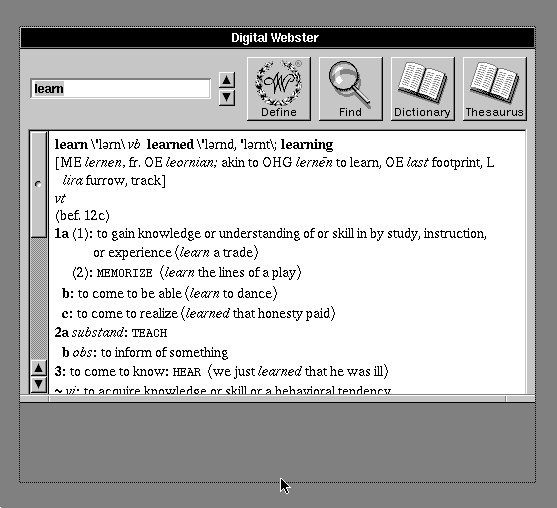 Digital Webster
learn
Define
Find
Dictionary
Thesaurus
learn \'lərn\ vb learned \'lərnd, 'lərnt\; learning
[ME lernen, fr. OE leornian; akin to OHG lernēn to learn, OE last footprint, L
lira furrow, track]
vt
(bef. 12c)
1a (1): to gain knowledge or understanding of or skill in by study, instruction,
or experience ⟨learn a trade⟩
(2): MEMORIZE ⟨learn the lines of a play⟩
b: to come to be able ⟨learn to dance⟩
c: to come to realize ⟨learned that honesty paid⟩
2a substand: TEACH
b obs: to inform of something
3: to come to know: HEAR ⟨we just learned that he was ill⟩
~ vi: to acquire knowledge or skill or a behavioral tendency